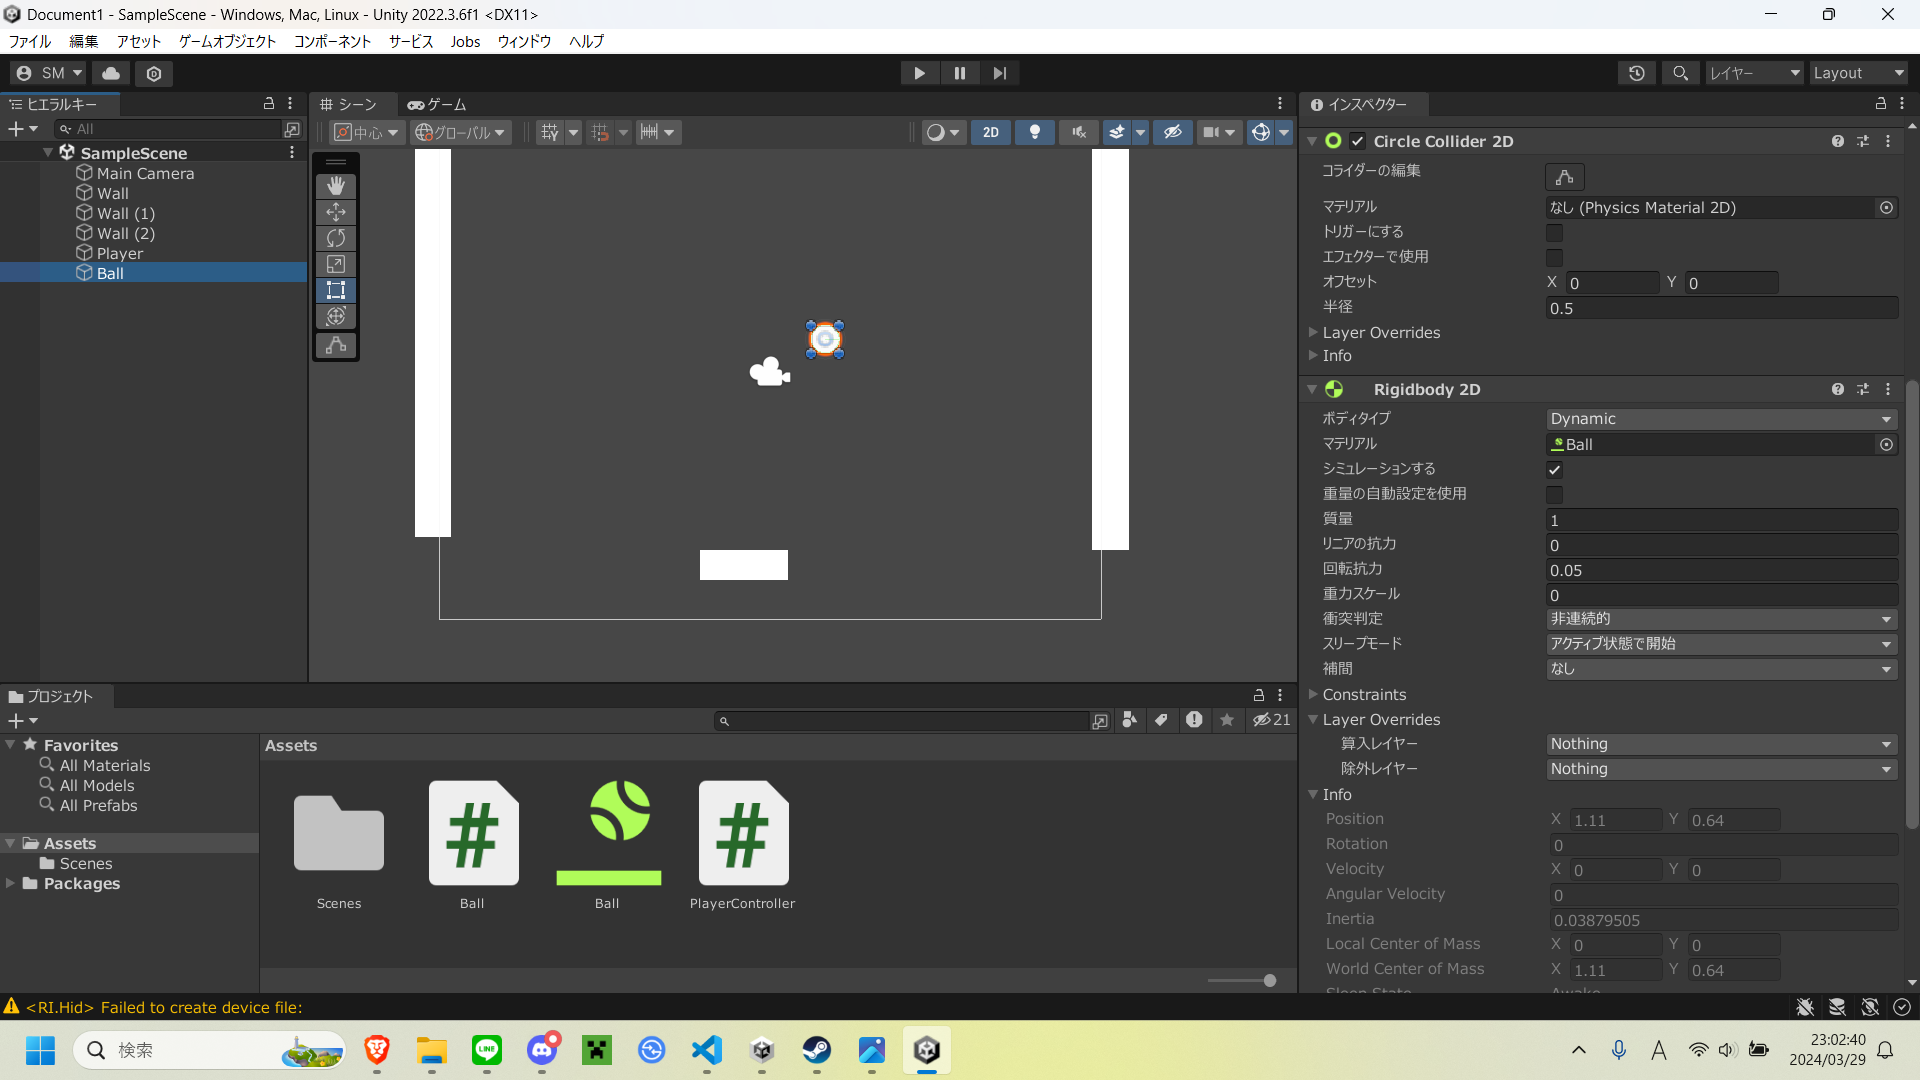 Document1 - SampleScene - Windows, Mac, Linux - Unity 2022.3.6f1 <DX11>
ファイル 編集 アセット ゲームオブジェクト コンポーネント サービス Jobs ウィンドウ ヘルプ
SM レイヤー Layout
ヒエラルキー
All
SampleScene
Main Camera
Wall
Wall (1)
Wall (2)
Player
Ball
シーン ゲーム
中心 グローバル 2D
インスペクター
Circle Collider 2D
コライダーの編集
マテリアル なし (Physics Material 2D)
トリガーにする
エフェクターで使用
オフセット X 0 Y 0
半径 0.5
Layer Overrides
Info
Rigidbody 2D
ボディタイプ Dynamic
マテリアル Ball
シミュレーションする
重量の自動設定を使用
質量 1
リニアの抗力 0
回転抗力 0.05
重力スケール 0
衝突判定 非連続的
スリープモード アクティブ状態で開始
補間 なし
Constraints
Layer Overrides
算入レイヤー Nothing
除外レイヤー Nothing
Info
Position X 1.11 Y 0.64
Rotation 0
Velocity X 0 Y 0
Angular Velocity 0
Inertia 0.03879505
Local Center of Mass X 0 Y 0
World Center of Mass X 1.11 Y 0.64
Sleep State Awake
プロジェクト
21
Favorites
All Materials
All Models
All Prefabs
Assets
Scenes
Packages
Assets
Scenes Ball Ball PlayerController
<RI.Hid> Failed to create device file:
検索
LINE
A
23:02:40
2024/03/29